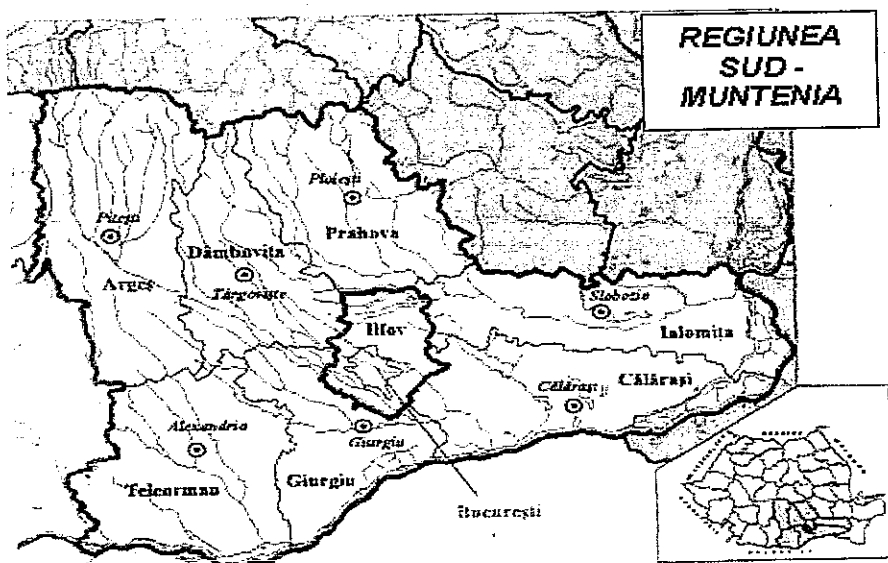 REGIUNEA
SUD -
MUNTENIA
Ploiești
Pitești
Prahova
Dâmbovița
Argeș
Târgoviște
Slobozia
Ilfov
Ialomița
Călărași
Călărași
Alexandria
Giurgiu
Teleorman
Giurgiu
București